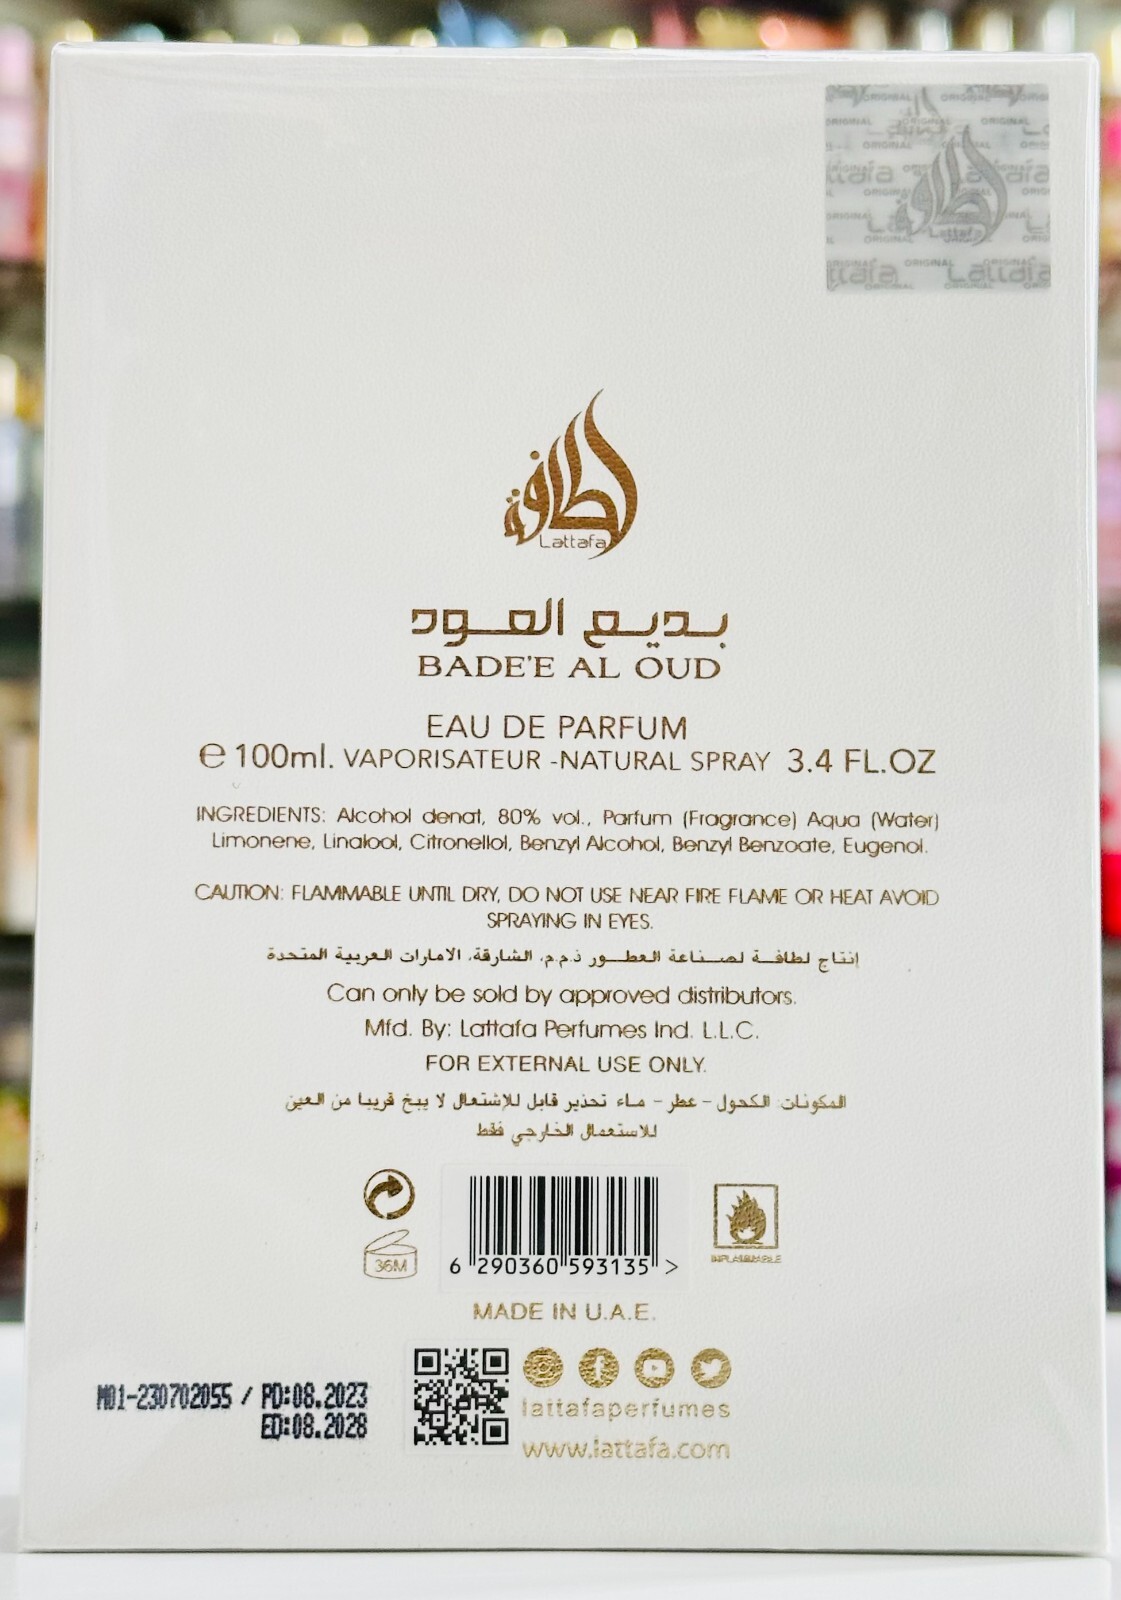 ORIGINAL
Lattafa
لطافة
Lattafa
بديع العود
BADE'E AL OUD
EAU DE PARFUM
e 100ml. VAPORISATEUR -NATURAL SPRAY 3.4 FL.OZ
INGREDIENTS: Alcohol denat, 80% vol., Parfum (Fragrance) Aqua (Water)
Limonene, Linalool, Citronellol, Benzyl Alcohol, Benzyl Benzoate, Eugenol.
CAUTION: FLAMMABLE UNTIL DRY, DO NOT USE NEAR FIRE FLAME OR HEAT AVOID
SPRAYING IN EYES.
إنتاج لطافة لصناعة العطور ذ.م.م. الشارقة، الامارات العربية المتحدة
Can only be sold by approved distributors.
Mfd. By: Lattafa Perfumes Ind. L.L.C.
FOR EXTERNAL USE ONLY.
المكونات: الكحول - عطر - ماء تحذير قابل للإشتعال لا يبخ قريبا من العين
للاستعمال الخارجي فقط
36M
6 290360 593135 >
INFLAMMABLE
MADE IN U.A.E.
M01-230702055 / PD:08.2023
ED:08.2028
lattafaperfumes
www.lattafa.com